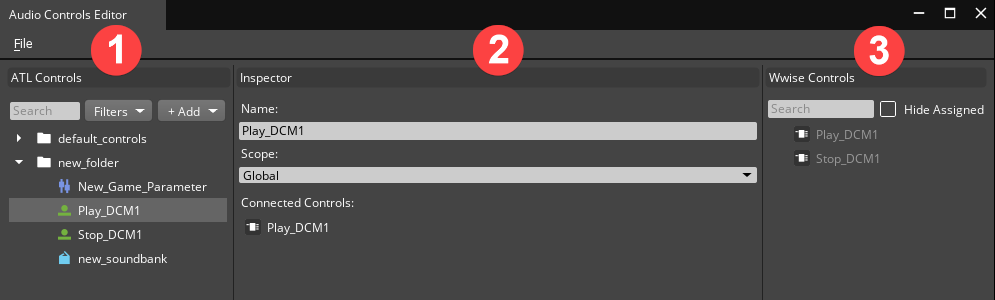 Audio Controls Editor
File
1
2
3
ATL Controls
Search
Filters
+ Add
default_controls
new_folder
New_Game_Parameter
Play_DCM1
Stop_DCM1
new_soundbank
Inspector
Name:
Play_DCM1
Scope:
Global
Connected Controls:
Play_DCM1
Wwise Controls
Search
Hide Assigned
Play_DCM1
Stop_DCM1